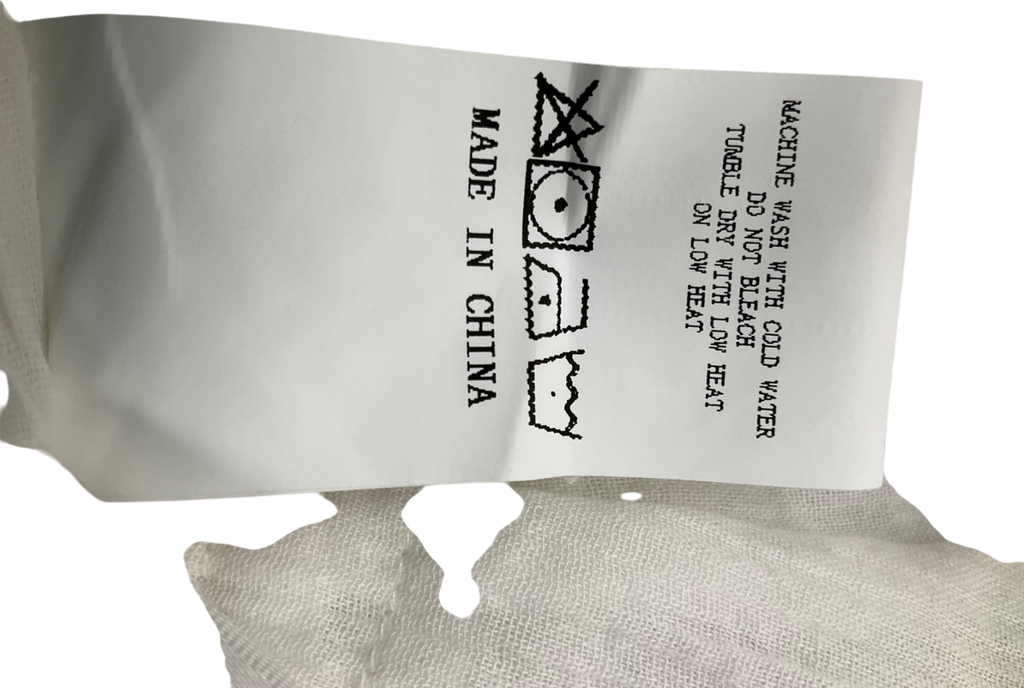 MACHINE WASH WITH COLD WATER
DO NOT BLEACH
TUMBLE DRY WITH LOW HEAT
ON LOW HEAT
MADE IN CHINA